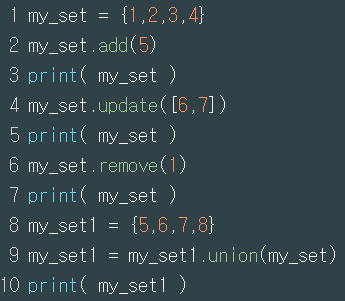 1 my_set = {1,2,3,4}
2 my_set.add(5)
3 print( my_set )
4 my_set.update([6,7])
5 print( my_set )
6 my_set.remove(1)
7 print( my_set )
8 my_set1 = {5,6,7,8}
9 my_set1 = my_set1.union(my_set)
10 print( my_set1 )